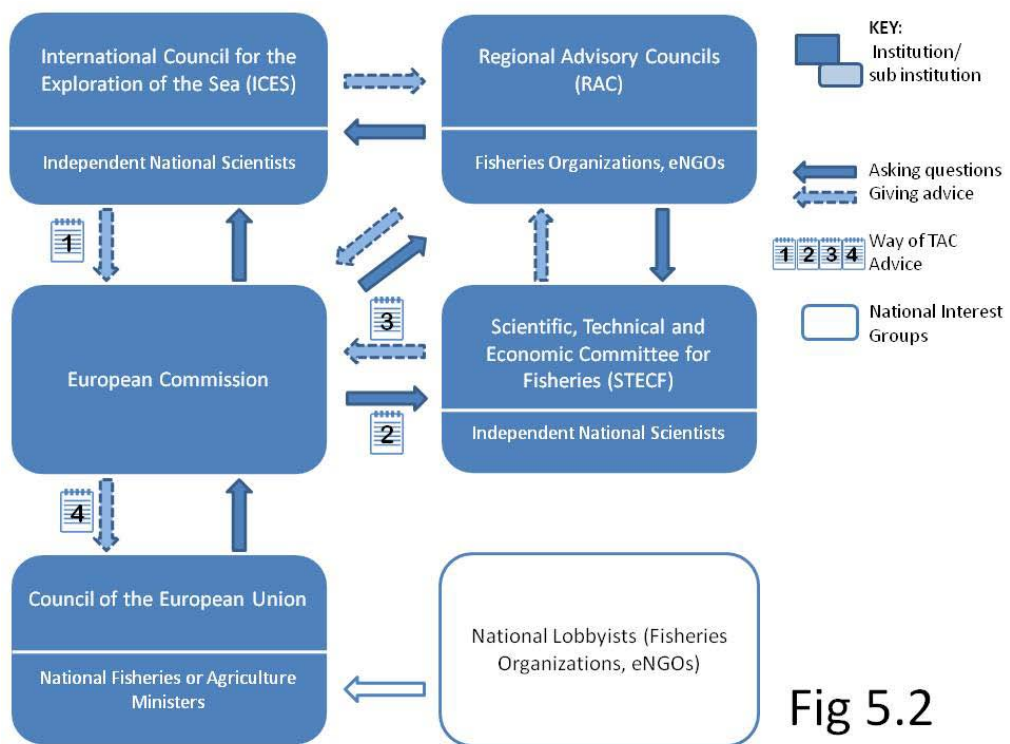 International Council for the
Exploration of the Sea (ICES)
Independent National Scientists
Regional Advisory Councils
(RAC)
Fisheries Organizations, eNGOs
KEY:
Institution/
sub institution
Asking questions
Giving advice
1 2 3 4
Way of TAC
Advice
National Interest
Groups
1
European Commission
3
2
Scientific, Technical and
Economic Committee for
Fisheries (STECF)
Independent National Scientists
4
Council of the European Union
National Fisheries or Agriculture
Ministers
National Lobbyists (Fisheries
Organizations, eNGOs)
Fig 5.2